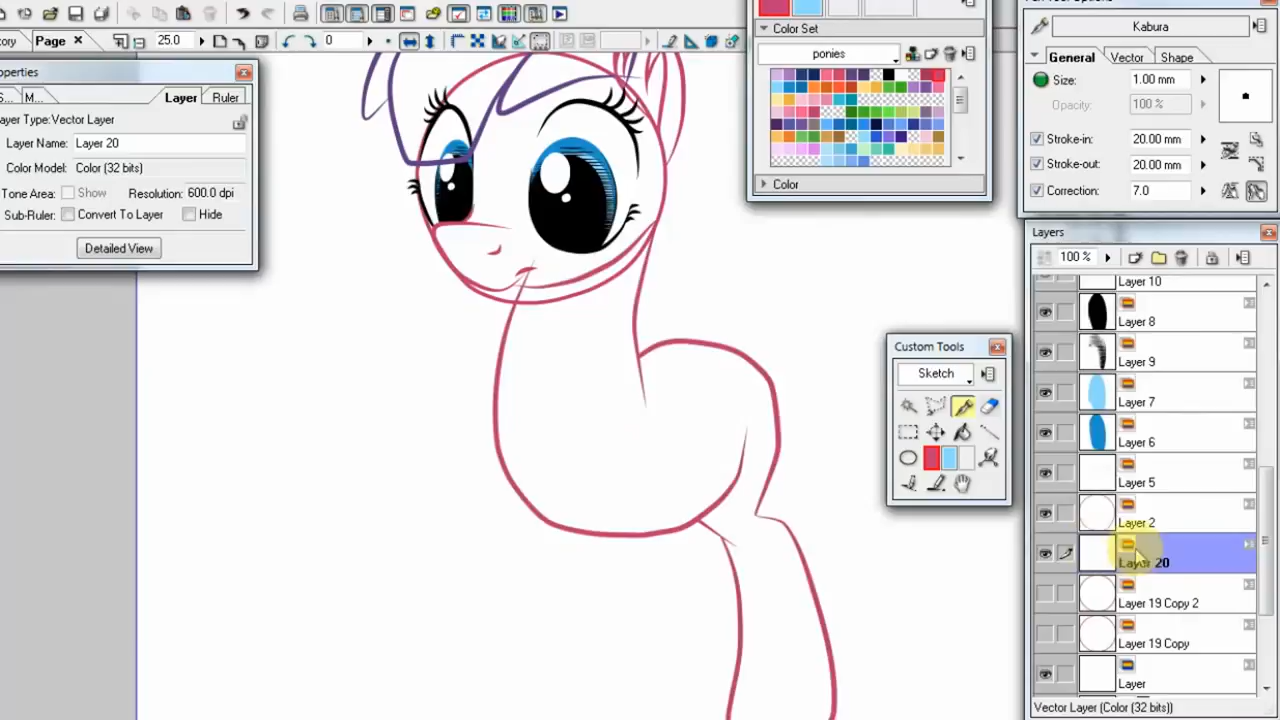 tory Page
25.0
0
roperties
S... M... Layer Ruler
ayer Type:Vector Layer
Layer Name: Layer 20
Color Model: Color (32 bits)
Tone Area: Show Resolution: 600.0 dpi
Sub-Ruler: Convert To Layer Hide
Detailed View
Color Set
ponies
Color
Kabura
General Vector Shape
Size: 1.00 mm
Opacity: 100 %
Stroke-in: 20.00 mm
Stroke-out: 20.00 mm
Correction: 7.0
Custom Tools
Sketch
Layers
100 %
Layer 10
Layer 8
Layer 9
Layer 7
Layer 6
Layer 5
Layer 2
Layer 20
Layer 19 Copy 2
Layer 19 Copy
Layer
Vector Layer (Color (32 bits))